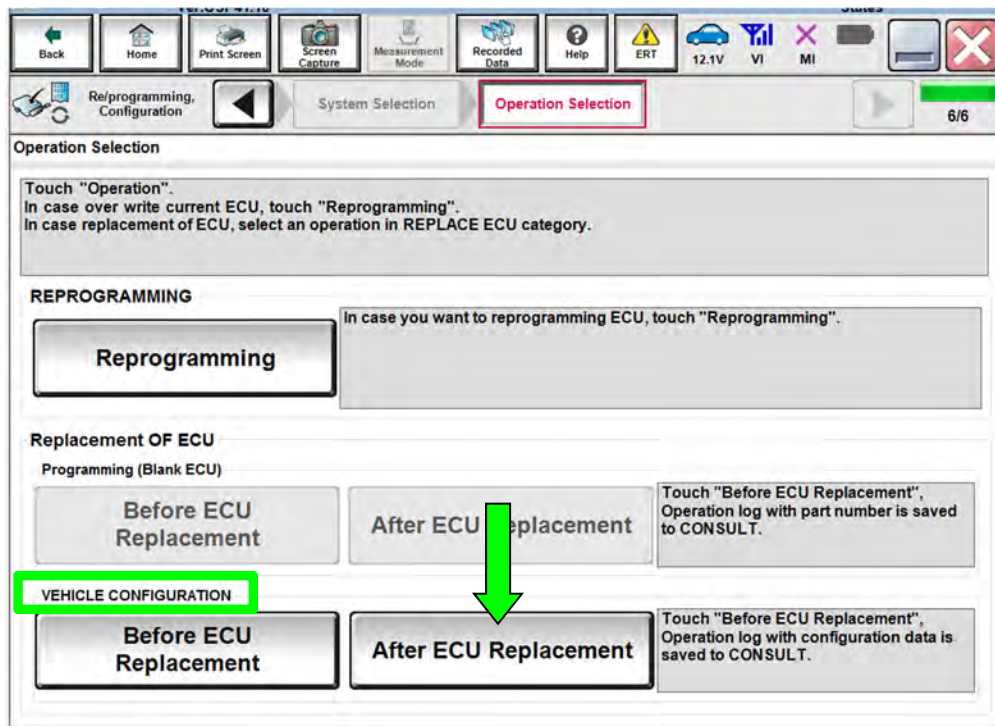 Back
Home
Print Screen
Screen
Capture
Measurement
Mode
Recorded
Data
Help
ERT
12.1V
VI
MI
Re/programming,
Configuration
System Selection
Operation Selection
6/6
Operation Selection
Touch "Operation".
In case over write current ECU, touch "Reprogramming".
In case replacement of ECU, select an operation in REPLACE ECU category.
REPROGRAMMING
Reprogramming
In case you want to reprogramming ECU, touch "Reprogramming".
Replacement OF ECU
Programming (Blank ECU)
Before ECU
Replacement
After ECU Replacement
Touch "Before ECU Replacement",
Operation log with part number is saved
to CONSULT.
VEHICLE CONFIGURATION
Before ECU
Replacement
After ECU Replacement
Touch "Before ECU Replacement",
Operation log with configuration data is
saved to CONSULT.